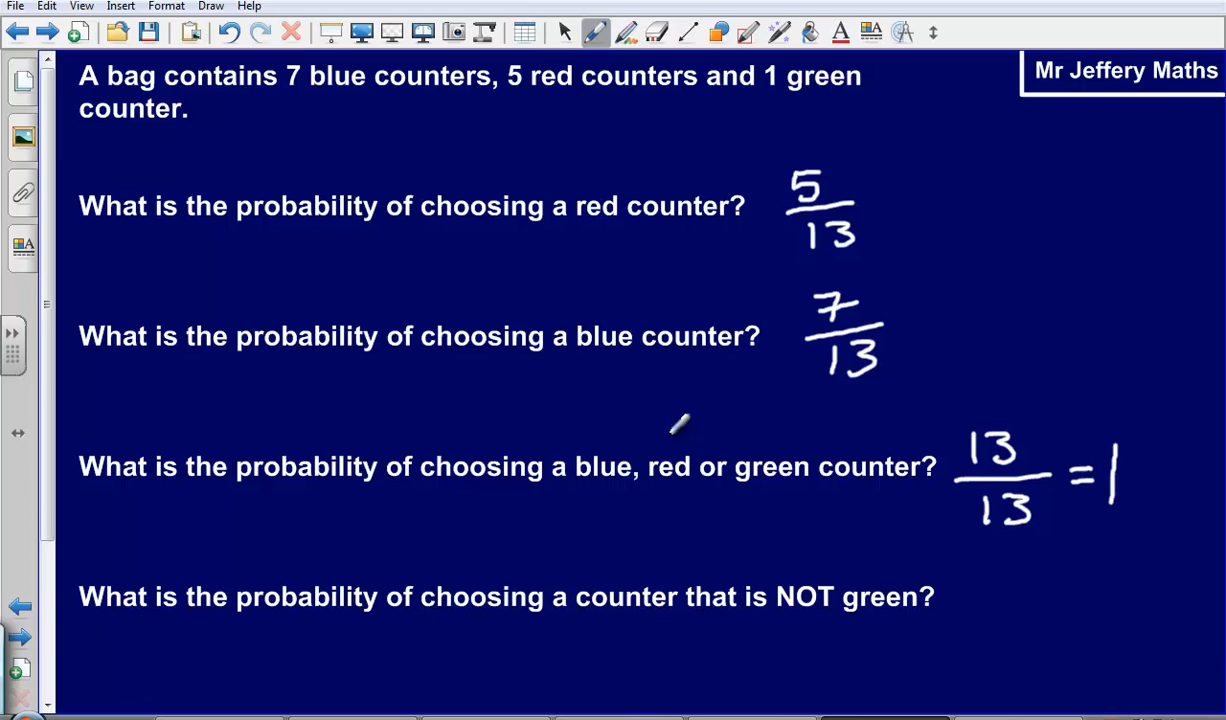 File Edit View Insert Format Draw Help
Mr Jeffery Maths
A bag contains 7 blue counters, 5 red counters and 1 green
counter.
What is the probability of choosing a red counter? 5/13
What is the probability of choosing a blue counter? 7/13
What is the probability of choosing a blue, red or green counter? 13/13 = 1
What is the probability of choosing a counter that is NOT green?